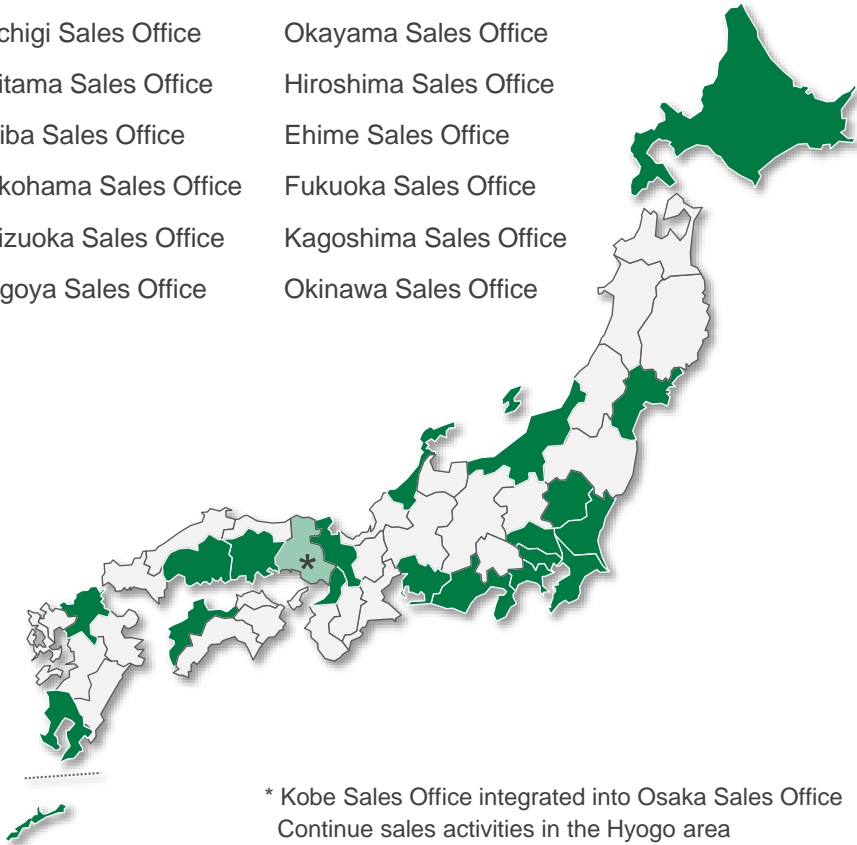 chigi Sales Office
itama Sales Office
iba Sales Office
kohama Sales Office
izuoka Sales Office
goya Sales Office
Okayama Sales Office
Hiroshima Sales Office
Ehime Sales Office
Fukuoka Sales Office
Kagoshima Sales Office
Okinawa Sales Office
*
* Kobe Sales Office integrated into Osaka Sales Office
Continue sales activities in the Hyogo area